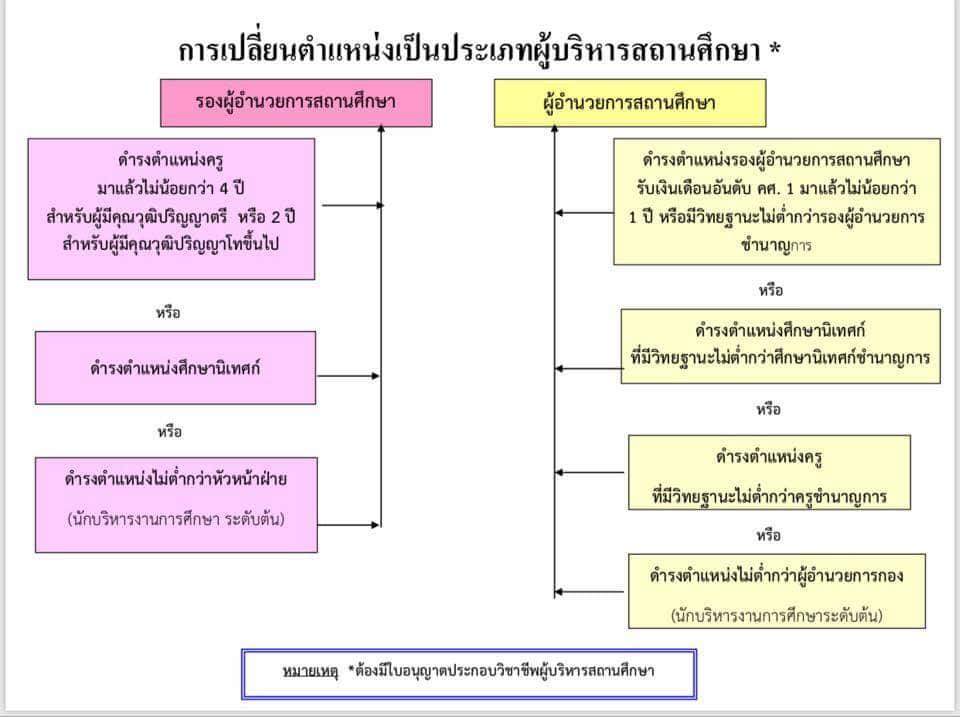 การเปลี่ยนตำแหน่งเป็นประเภทผู้บริหารสถานศึกษา *
รองผู้อำนวยการสถานศึกษา
ดำรงตำแหน่งครู
มาแล้วไม่น้อยกว่า 4 ปี
สำหรับผู้มีคุณวุฒิปริญญาตรี หรือ 2 ปี
สำหรับผู้มีคุณวุฒิปริญญาโทขึ้นไป
หรือ
ดำรงตำแหน่งศึกษานิเทศก์
หรือ
ดำรงตำแหน่งไม่ต่ำกว่าหัวหน้าฝ่าย
(นักบริหารงานการศึกษา ระดับต้น)
ผู้อำนวยการสถานศึกษา
ดำรงตำแหน่งรองผู้อำนวยการสถานศึกษา
รับเงินเดือนอันดับ คศ. 1 มาแล้วไม่น้อยกว่า
1 ปี หรือมีวิทยฐานะไม่ต่ำกว่ารองผู้อำนวยการ
ชำนาญการ
หรือ
ดำรงตำแหน่งศึกษานิเทศก์
ที่มีวิทยฐานะไม่ต่ำกว่าศึกษานิเทศก์ชำนาญการ
หรือ
ดำรงตำแหน่งครู
ที่มีวิทยฐานะไม่ต่ำกว่าครูชำนาญการ
หรือ
ดำรงตำแหน่งไม่ต่ำกว่าผู้อำนวยการกอง
(นักบริหารงานการศึกษาระดับต้น)
หมายเหตุ *ต้องมีใบอนุญาตประกอบวิชาชีพผู้บริหารสถานศึกษา